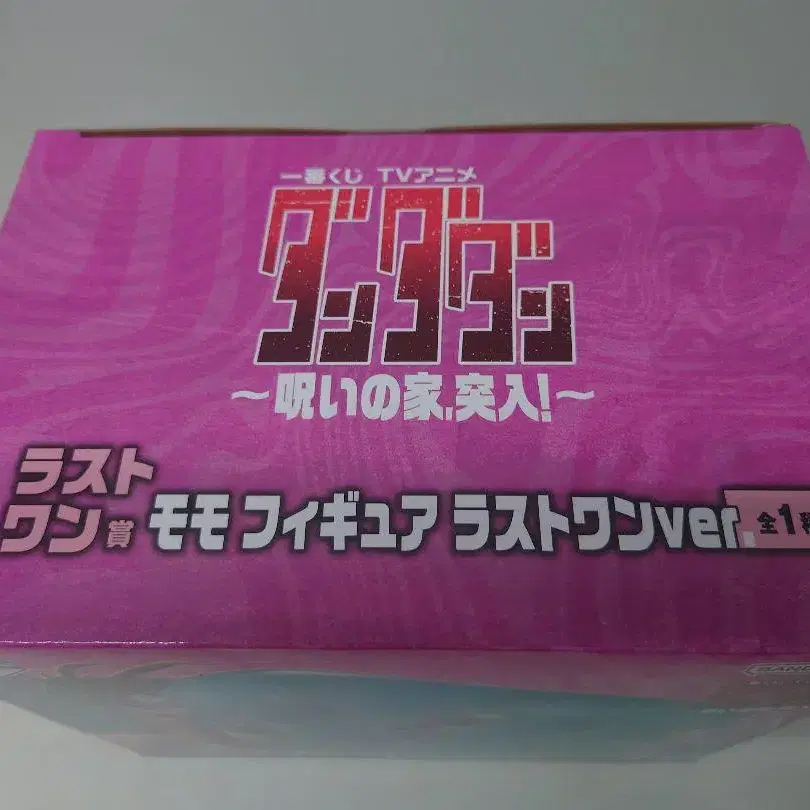 一番くじ TVアニメ
ダンダダン
～呪いの家、突入！～
ラスト
ワン賞 モモ フィギュア ラストワンver. 全1種